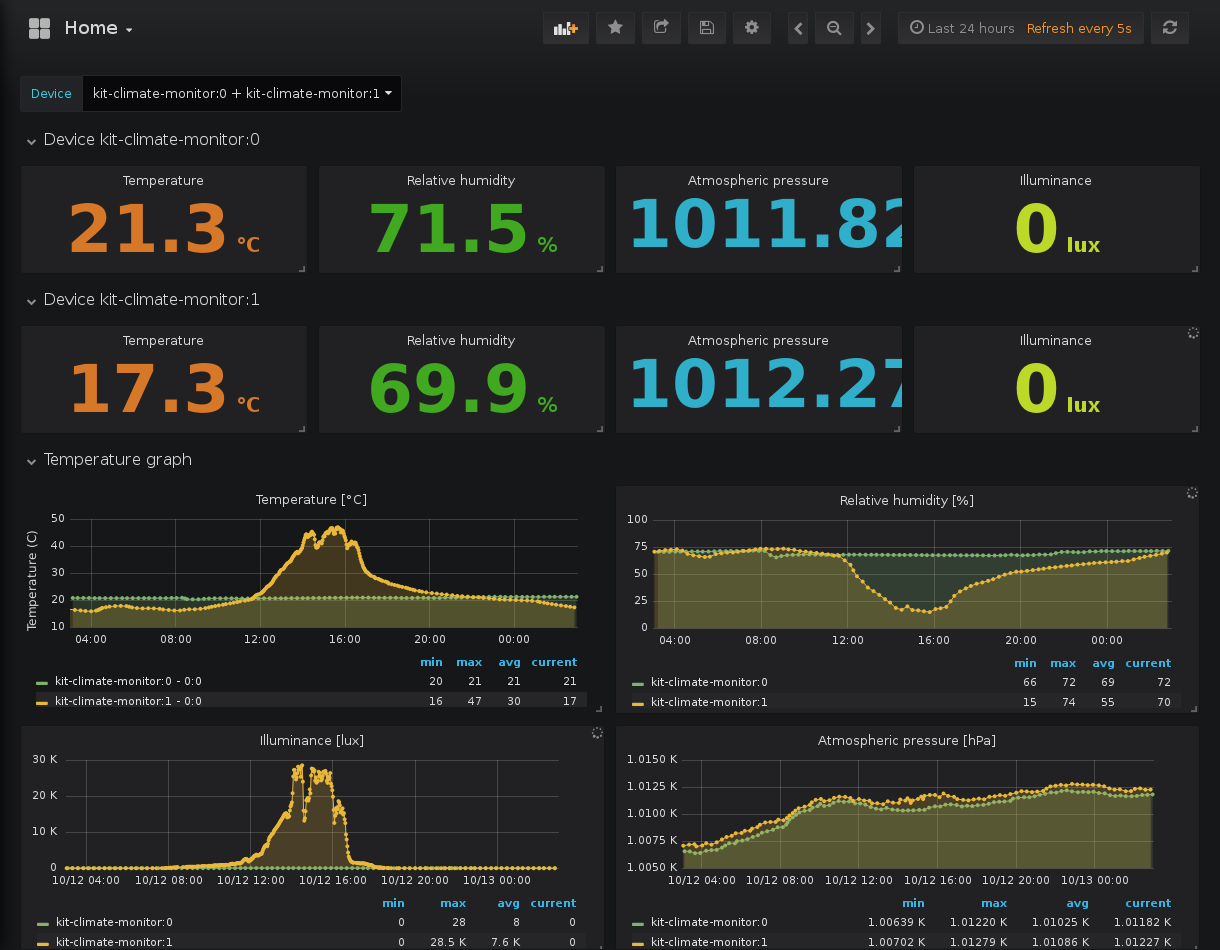 Home
Last 24 hours Refresh every 5s
Device kit-climate-monitor:0 + kit-climate-monitor:1
Device kit-climate-monitor:0
Temperature Relative humidity Atmospheric pressure Illuminance
21.3 °C 71.5 % 1011.82 0 lux
Device kit-climate-monitor:1
Temperature Relative humidity Atmospheric pressure Illuminance
17.3 °C 69.9 % 1012.27 0 lux
Temperature graph
Temperature [°C]
Temperature (C)
50
40
30
20
10
04:00 08:00 12:00 16:00 20:00 00:00
min max avg current
kit-climate-monitor:0 - 0:0 20 21 21 21
kit-climate-monitor:1 - 0:0 16 47 30 17
Relative humidity [%]
100
75
50
25
0
04:00 08:00 12:00 16:00 20:00 00:00
min max avg current
kit-climate-monitor:0 66 72 69 72
kit-climate-monitor:1 15 74 55 70
Illuminance [lux]
30 K
20 K
10 K
0
10/12 04:00 10/12 08:00 10/12 12:00 10/12 16:00 10/12 20:00 10/13 00:00
min max avg current
kit-climate-monitor:0 0 28 8 0
kit-climate-monitor:1 0 28.5 K 7.6 K 0
Atmospheric pressure [hPa]
1.0150 K
1.0125 K
1.0100 K
1.0075 K
1.0050 K
10/12 04:00 10/12 08:00 10/12 12:00 10/12 16:00 10/12 20:00 10/13 00:00
min max avg current
kit-climate-monitor:0 1.00639 K 1.01220 K 1.01025 K 1.01182 K
kit-climate-monitor:1 1.00702 K 1.01279 K 1.01086 K 1.01227 K